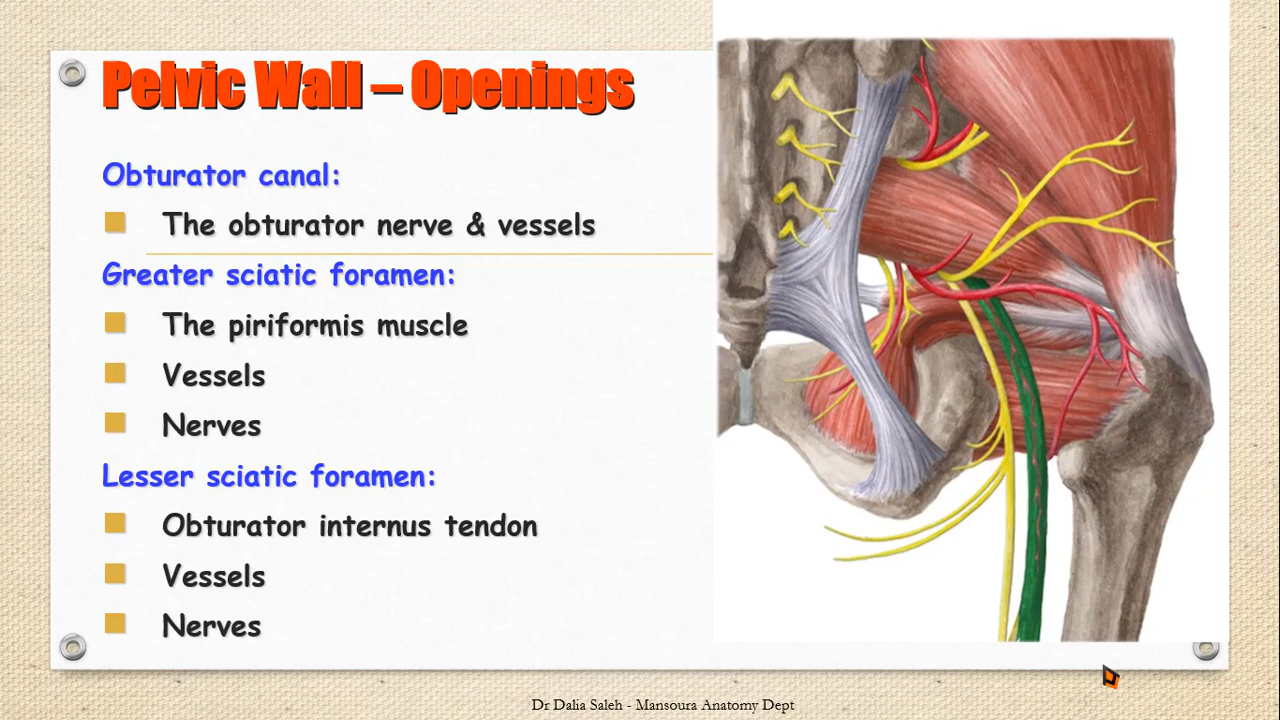 Pelvic Wall – Openings
Obturator canal:
The obturator nerve & vessels
Greater sciatic foramen:
The piriformis muscle
Vessels
Nerves
Lesser sciatic foramen:
Obturator internus tendon
Vessels
Nerves
Dr Dalia Saleh - Mansoura Anatomy Dept